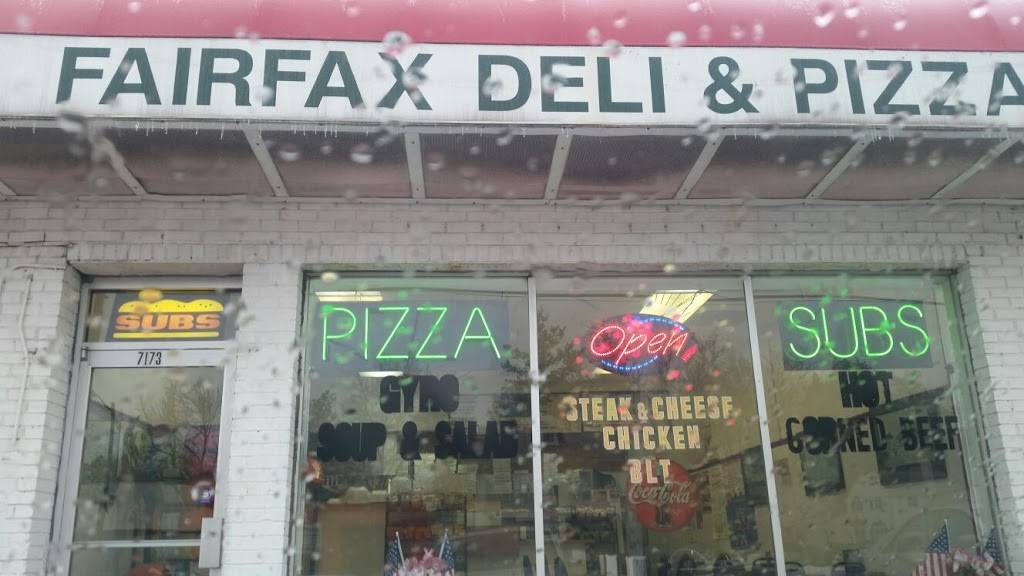 FAIRFAX DELI & PIZZA
SUBS
7173
PIZZA
Open
SUBS
GYRO
SOUP & SALAD
STEAK & CHEESE
CHICKEN
BLT
Coca-Cola
HOT
CORNED BEEF